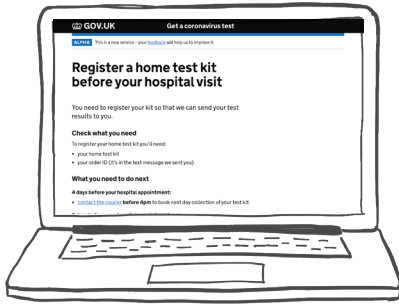 GOV.UK Get a coronavirus test
ALPHA This is a new service – your feedback will help us to improve it
Register a home test kit
before your hospital visit
You need to register your kit so that we can send your test
results to you.
Check what you need
To register your home test kit you'll need:
• your home test kit
• your order ID (it's in the text message we sent you)
What you need to do next
4 days before your hospital appointment:
• contact the courier before 4pm to book next day collection of your test kit